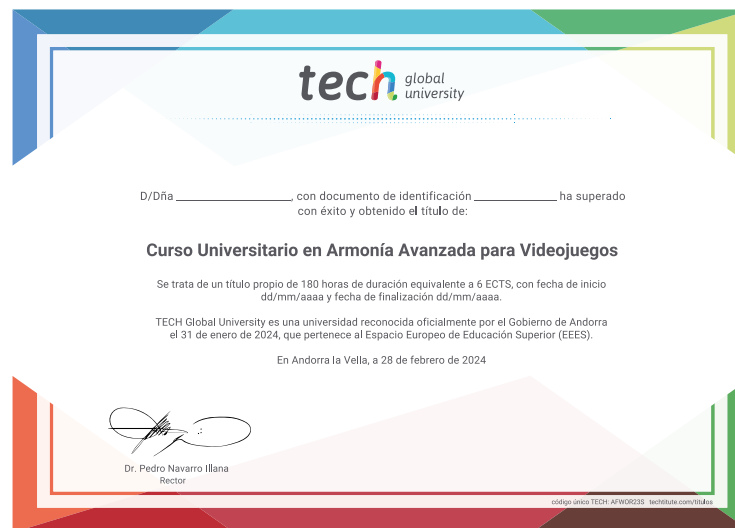 tech global university
D/Dña ____________, con documento de identificación ____________ ha superado
con éxito y obtenido el título de:
Curso Universitario en Armonía Avanzada para Videojuegos
Se trata de un título propio de 180 horas de duración equivalente a 6 ECTS, con fecha de inicio
dd/mm/aaaa y fecha de finalización dd/mm/aaaa.
TECH Global University es una universidad reconocida oficialmente por el Gobierno de Andorra
el 31 de enero de 2024, que pertenece al Espacio Europeo de Educación Superior (EEES).
En Andorra la Vella, a 28 de febrero de 2024
Dr. Pedro Navarro Illana
Rector
código único TECH: AFWOR23S techtitute.com/titulos